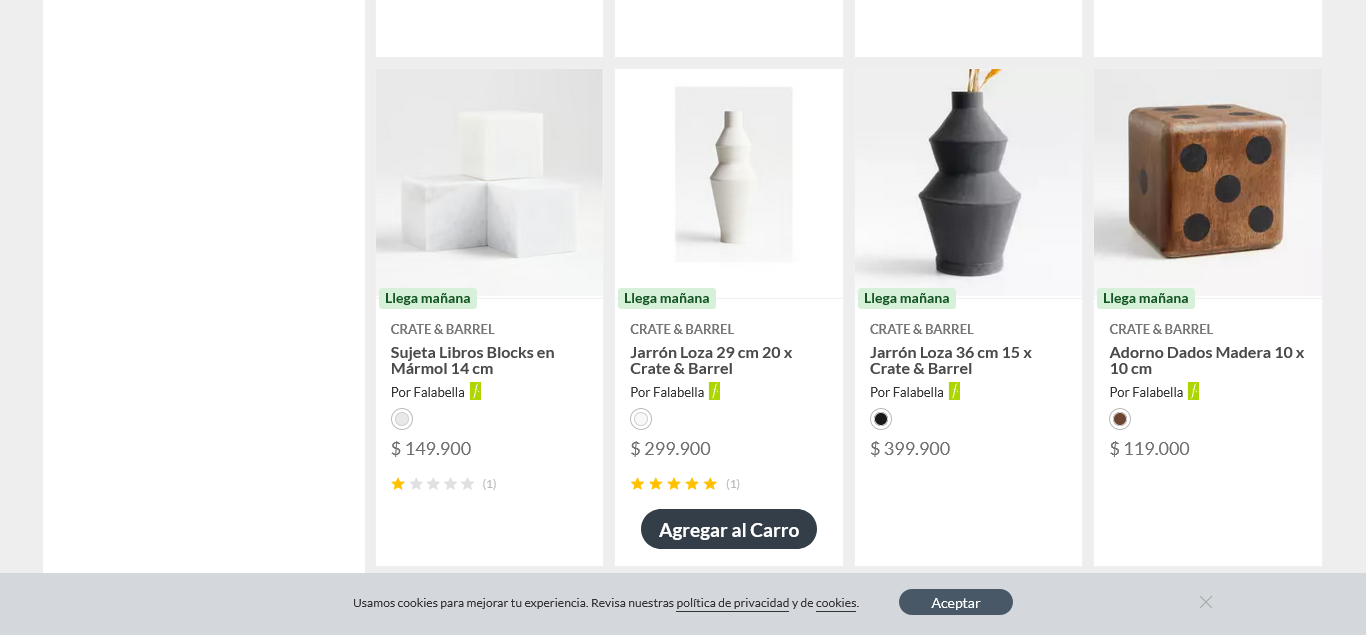 Llega mañana
CRATE & BARREL
Sujeta Libros Blocks en
Mármol 14 cm
Por Falabella
$ 149.900
(1)
Llega mañana
CRATE & BARREL
Jarrón Loza 29 cm 20 x
Crate & Barrel
Por Falabella
$ 299.900
(1)
Agregar al Carro
Llega mañana
CRATE & BARREL
Jarrón Loza 36 cm 15 x
Crate & Barrel
Por Falabella
$ 399.900
Llega mañana
CRATE & BARREL
Adorno Dados Madera 10 x
10 cm
Por Falabella
$ 119.000
Usamos cookies para mejorar tu experiencia. Revisa nuestras política de privacidad y de cookies.
Aceptar